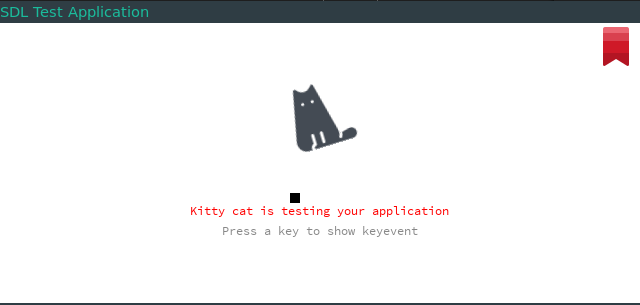 SDL Test Application
Kitty cat is testing your application
Press a key to show keyevent